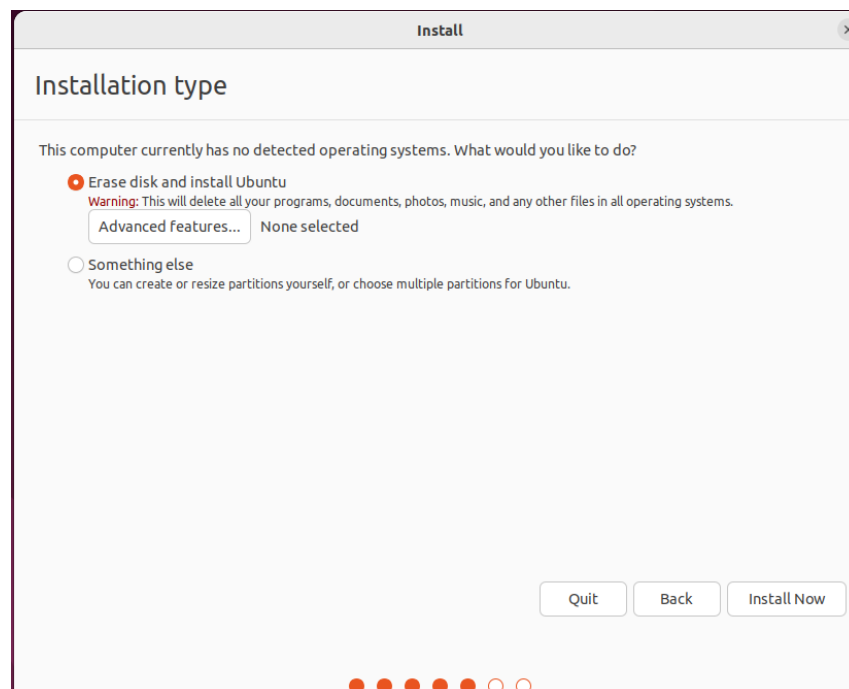 Install
Installation type
This computer currently has no detected operating systems. What would you like to do?
Erase disk and install Ubuntu
Warning: This will delete all your programs, documents, photos, music, and any other files in all operating systems.
Advanced features... None selected
Something else
You can create or resize partitions yourself, or choose multiple partitions for Ubuntu.
Quit Back Install Now